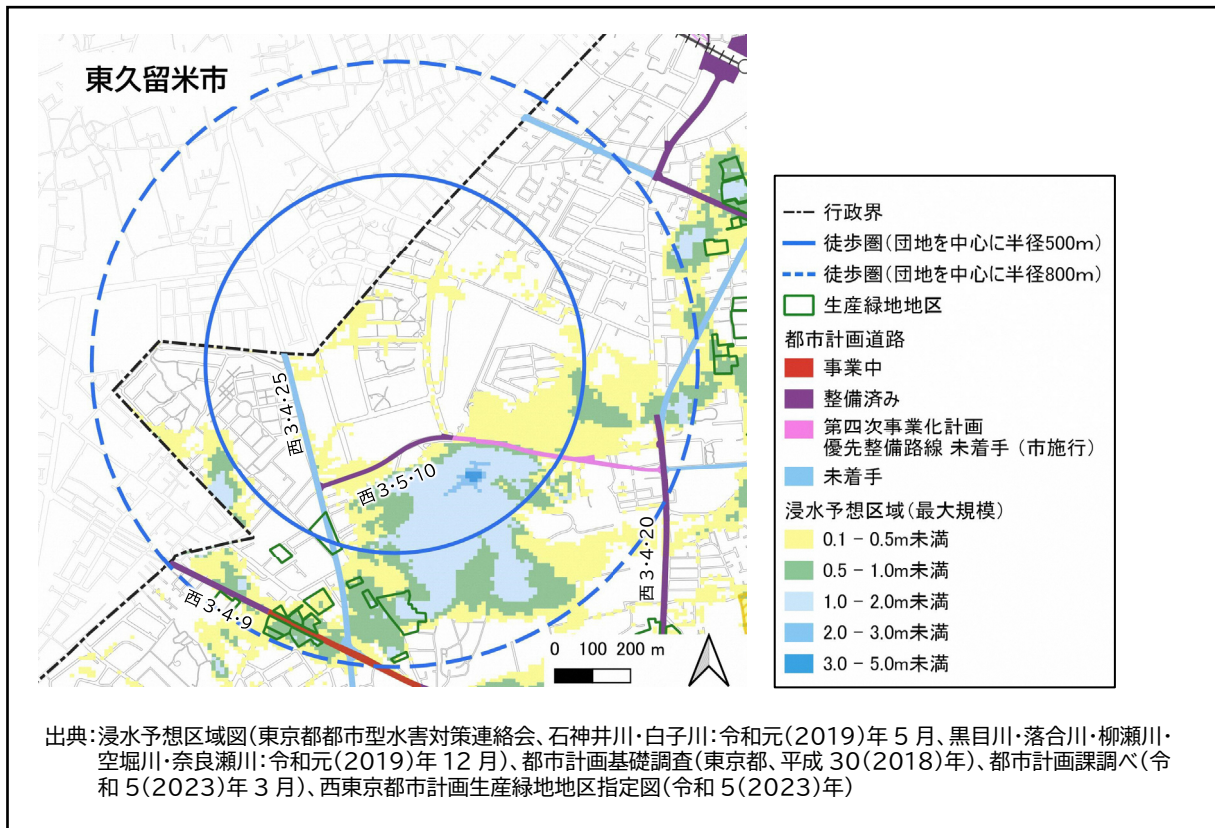 東久留米市
西3・4・25
西3・5・10
西3・4・20
西3・4・9
0 100 200 m
行政界
徒歩圏(団地を中心に半径500m)
徒歩圏(団地を中心に半径800m)
生産緑地地区
都市計画道路
事業中
整備済み
第四次事業化計画
優先整備路線 未着手 (市施行)
未着手
浸水予想区域(最大規模)
0.1 - 0.5m未満
0.5 - 1.0m未満
1.0 - 2.0m未満
2.0 - 3.0m未満
3.0 - 5.0m未満
出典:浸水予想区域図(東京都都市型水害対策連絡会、石神井川・白子川:令和元(2019)年5月、黒目川・落合川・柳瀬川・
空堀川・奈良瀬川:令和元(2019)年12月)、都市計画基礎調査(東京都、平成30(2018)年)、都市計画課調べ(令
和5(2023)年3月)、西東京都市計画生産緑地地区指定図(令和5(2023)年)